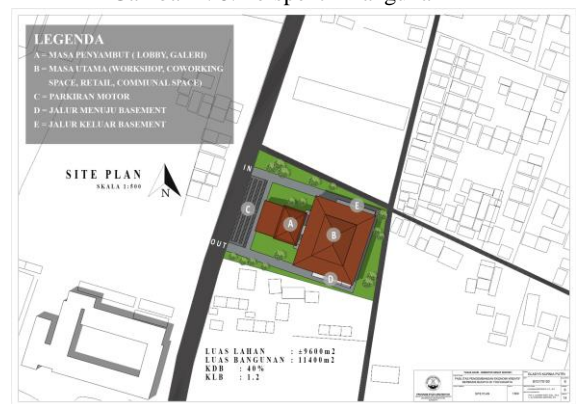 LEGENDA
A = MASA PENYAMBUT ( LOBBY, GALERI)
B = MASA UTAMA (WORKSHOP, COWORKING
SPACE, RETAIL, COMMUNAL SPACE)
C = PARKIRAN MOTOR
D = JALUR MENUJU BASEMENT
E = JALUR KELUAR BASEMENT
SITE PLAN
SKALA 1:800
N
IN
E
C
A
B
OUT
D
LUAS LAHAN : ±9600m2
LUAS BANGUNAN : 11400m2
KDB : 40%
KLB : 1.2